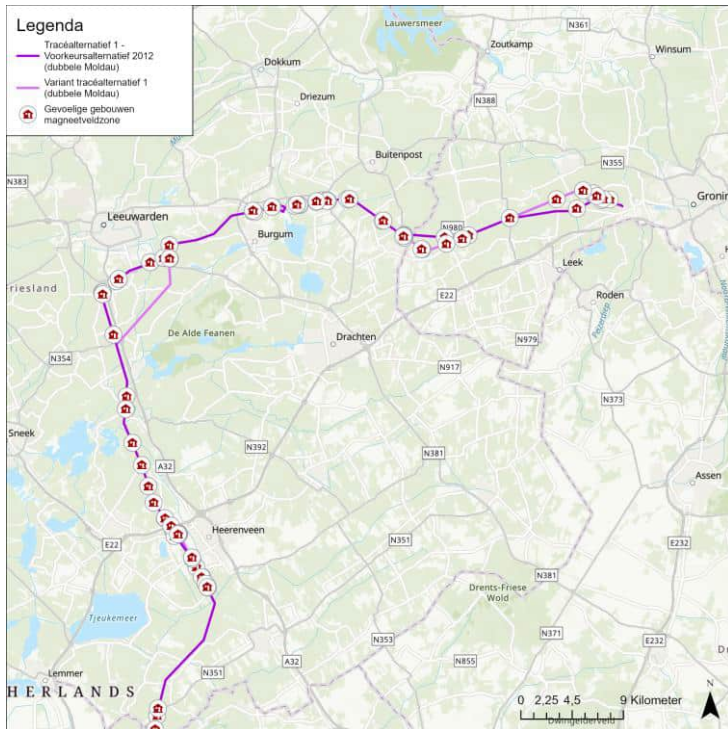 Legenda
Tracéalternatief 1 -
Voorkeursalternatief 2012
(dubbele Moldau)
Variant tracéalternatief 1
(dubbele Moldau)
Gevoelige gebouwen
magneetveldzone
Lauwersmeer
Zoutkamp
N361
Winsum
Dokkum
Driezum
N388
Buitenpost
N355
N383
Leeuwarden
Burgum
N980
Leek
E22
Roden
De Alde Feanen
Drachten
N354
N979
N917
N373
Sneek
N392
N381
A32
Assen
E22
Heerenveen
N351
E232
N381
Drents-Friese
Wold
Tjeukemeer
N371
E232
N353
A32
N855
Lemmer
N351
HERLANDS
0 2,25 4,5 9 Kilometer
N
Dwingelderveld